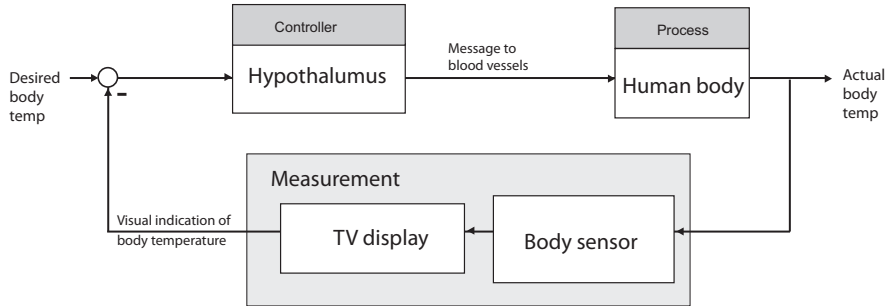 Controller
Hypothalumus
Process
Human body
Message to
blood vessels
Desired
body
temp
-
Actual
body
temp
Measurement
TV display
Body sensor
Visual indication of
body temperature